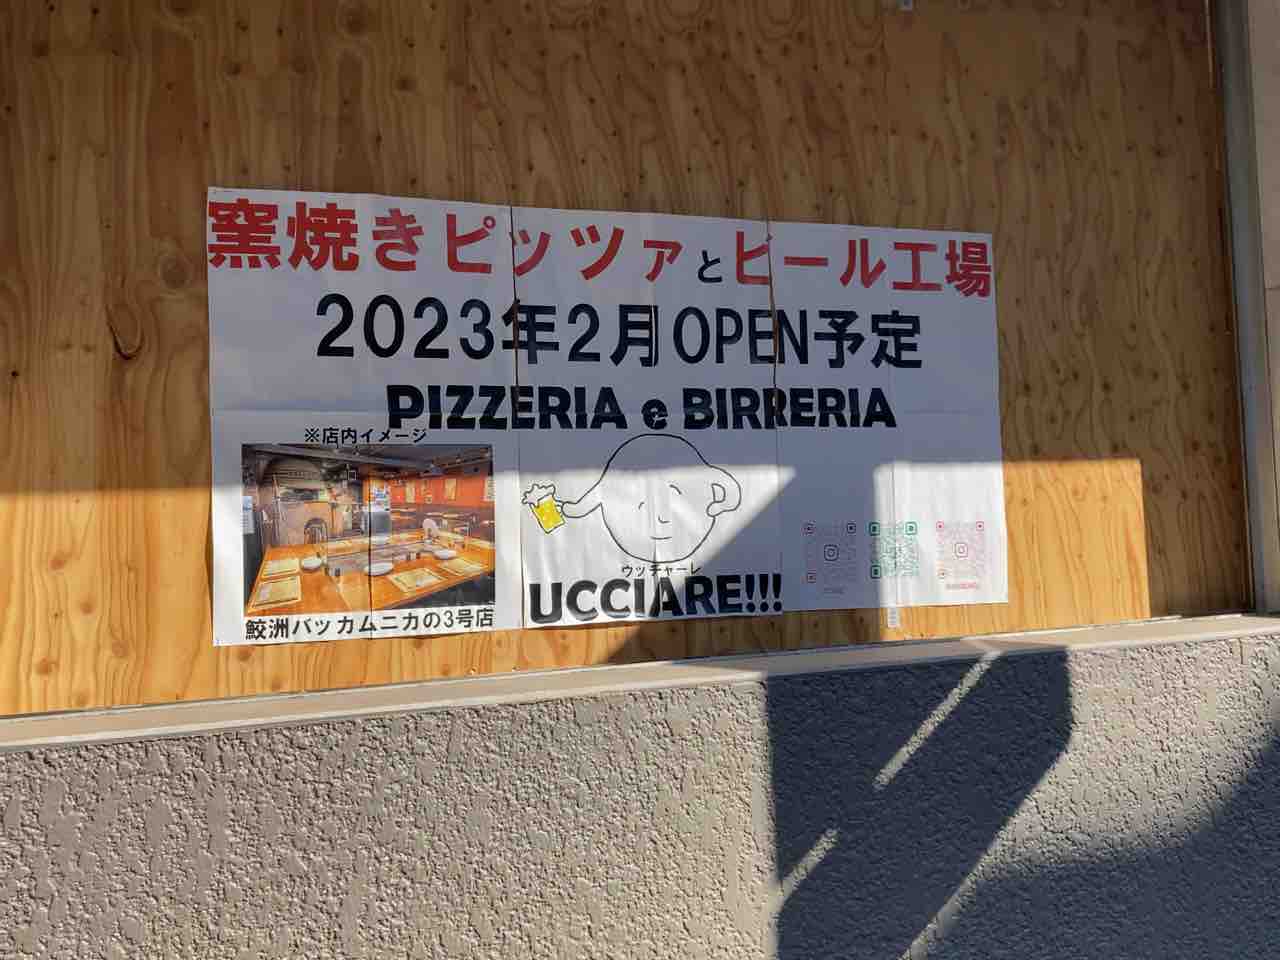 窯焼きピッツァとビール工場
2023年2月OPEN予定
PIZZERIA e BIRRERIA
※店内イメージ
鮫洲バッカムニカの3号店
ウッチャーレ
UCCIARE!!!